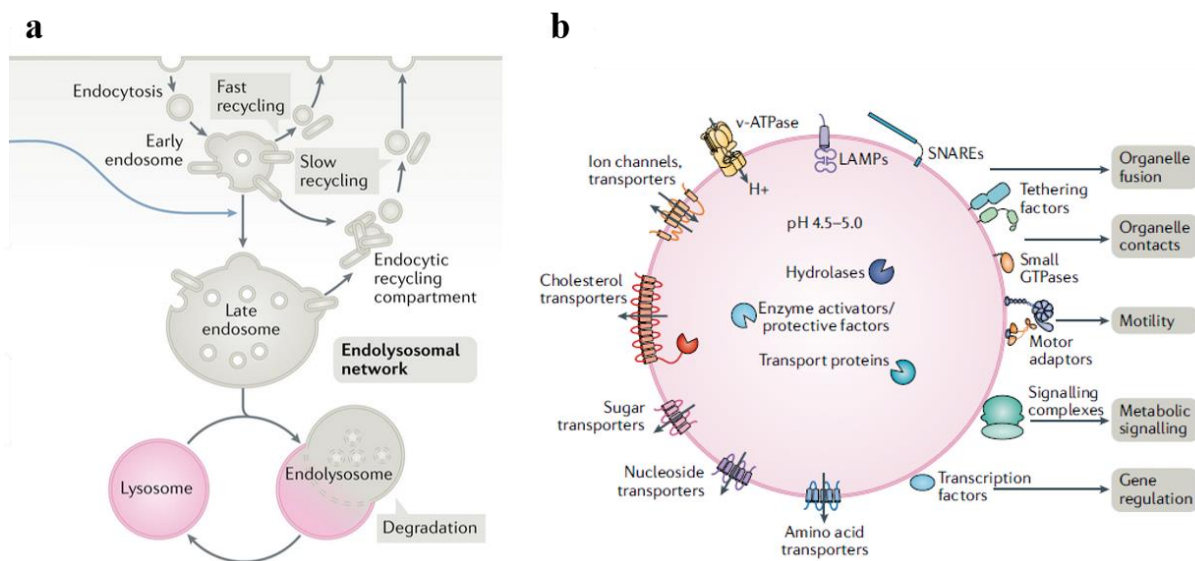 a
Endocytosis
Fast
recycling
Early
endosome
Slow
recycling
Endocytic
recycling
compartment
Late
endosome
Endolysosomal
network
Lysosome
Endolysosome
Degradation
b
v-ATPase
H+
LAMPs
SNAREs
Ion channels,
transporters
Tethering
factors
Organelle
fusion
Organelle
contacts
pH 4.5–5.0
Small
GTPases
Hydrolases
Cholesterol
transporters
Enzyme activators/
protective factors
Motor
adaptors
Motility
Transport proteins
Signalling
complexes
Metabolic
signalling
Sugar
transporters
Nucleoside
transporters
Transcription
factors
Gene
regulation
Amino acid
transporters